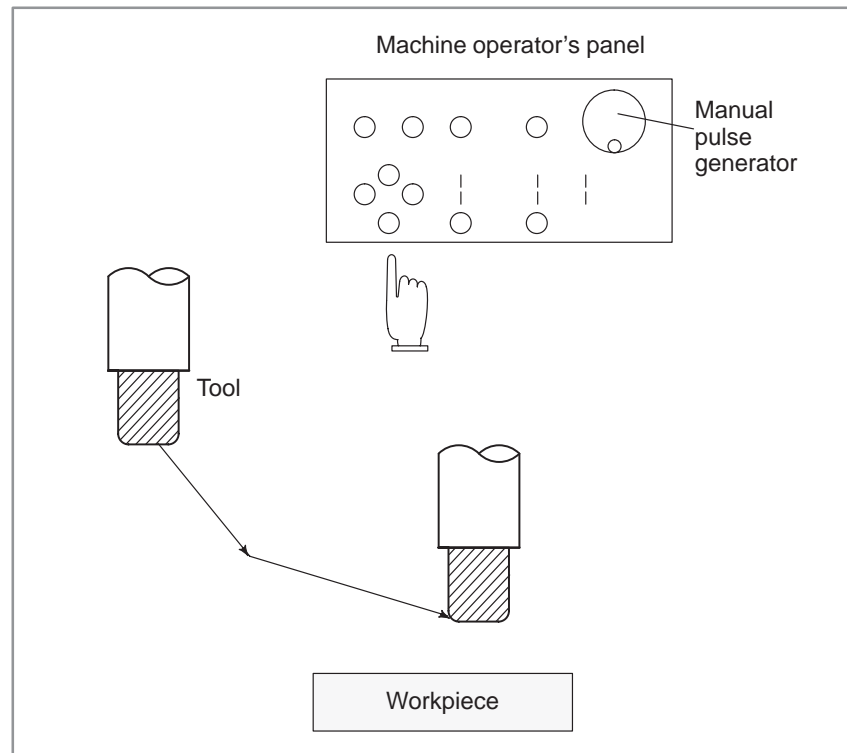 Machine operator’s panel
Manual
pulse
generator
Tool
Workpiece